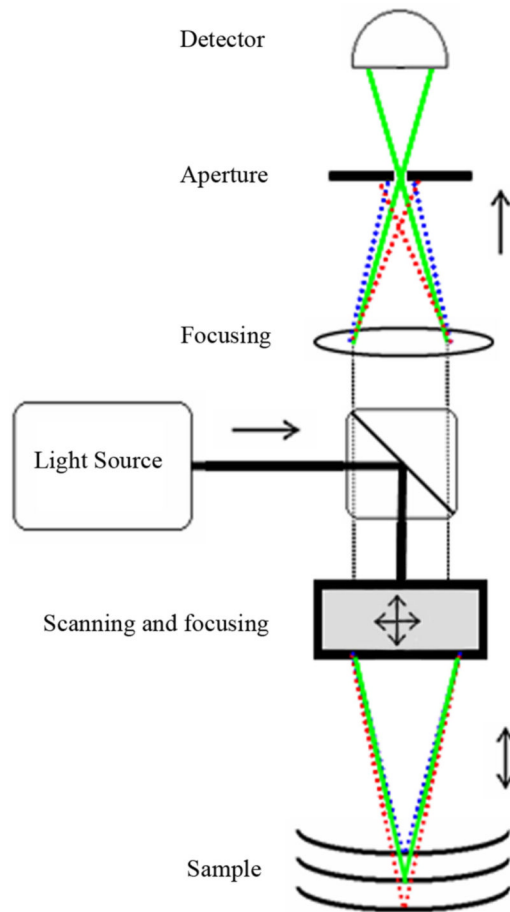 Detector
Aperture
Focusing
Light Source
Scanning and focusing
Sample